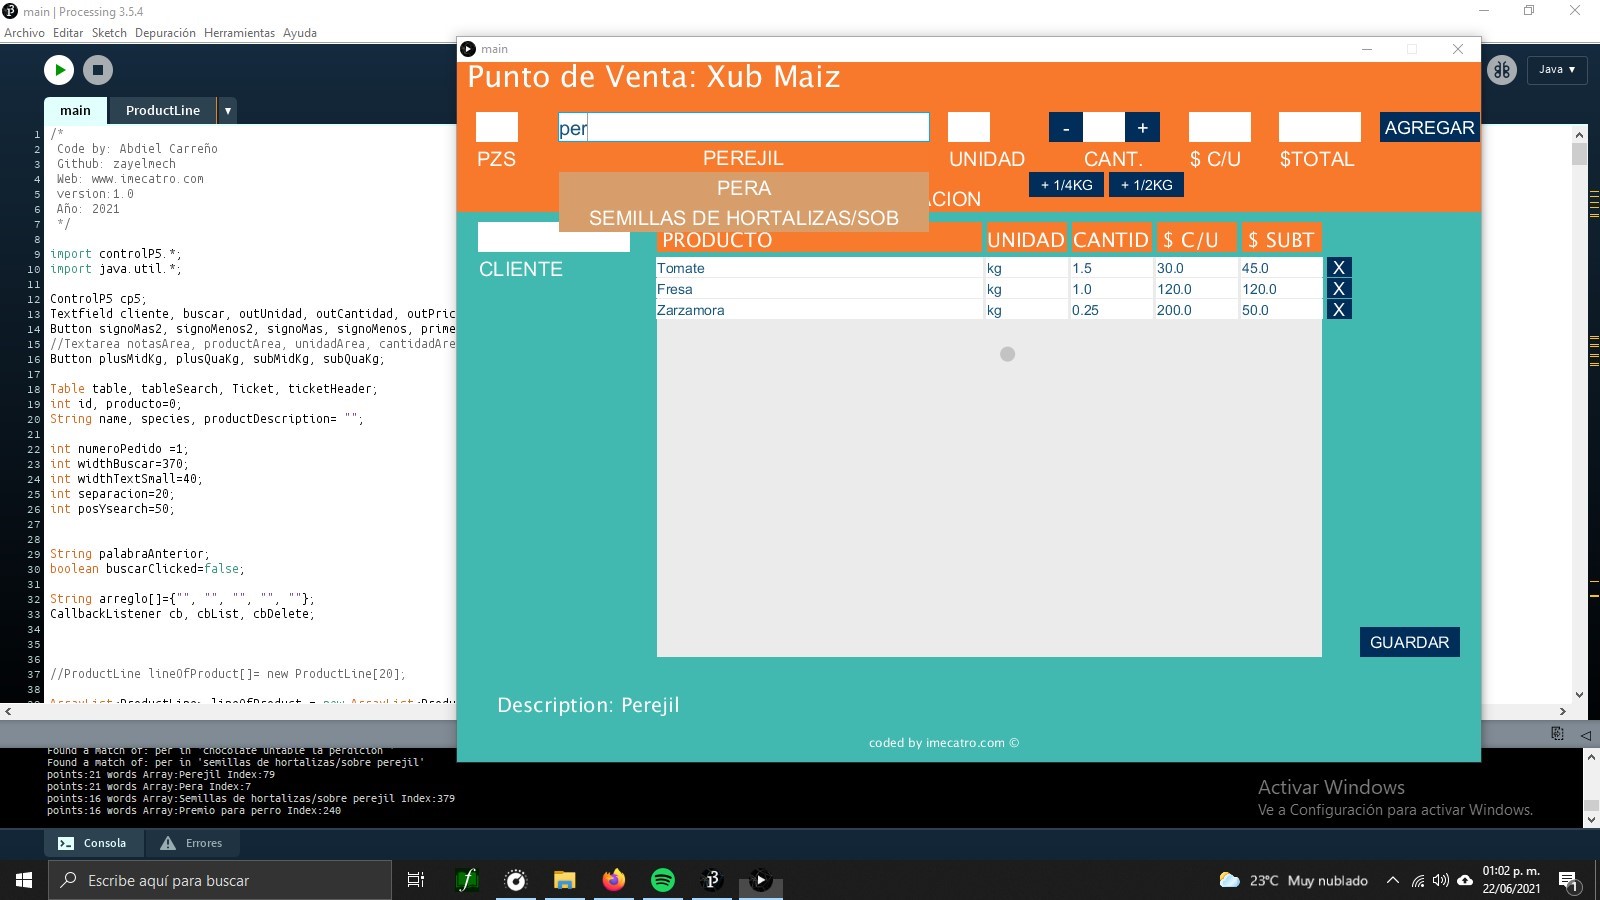 main | Processing 3.5.4
Archivo Editar Sketch Depuración Herramientas Ayuda
Java ▼
main ProductLine ▼
1 /*
2 Code by: Abdiel Carreño
3 Github: zayelmech
4 Web: www.imecatro.com
5 version:1.0
6 Año: 2021
7 */
8
9 import controlP5.*;
10 import java.util.*;
11
12 ControlP5 cp5;
13 Textfield cliente, buscar, outUnidad, outCantidad, outPric
14 Button signoMas2, signoMenos2, signoMas, signoMenos, prime
15 //Textarea notasArea, productArea, unidadArea, cantidadAre
16 Button plusMidKg, plusQuaKg, subMidKg, subQuaKg;
17
18 Table table, tableSearch, Ticket, ticketHeader;
19 int id, producto=0;
20 String name, species, productDescription= "";
21
22 int numeroPedido =1;
23 int widthBuscar=370;
24 int widthTextSmall=40;
25 int separacion=20;
26 int posYsearch=50;
27
28
29 String palabraAnterior;
30 boolean buscarClicked=false;
31
32 String arreglo[]={"", "", "", "", ""};
33 CallbackListener cb, cbList, cbDelete;
34
35
36
37 //ProductLine lineOfProduct[]= new ProductLine[20];
38
main
Punto de Venta: Xub Maiz
per - + AGREGAR
PZS PEREJIL UNIDAD CANT. $ C/U $TOTAL
PERA + 1/4KG + 1/2KG
ACION
SEMILLAS DE HORTALIZAS/SOB
PRODUCTO UNIDAD CANTID $ C/U $ SUBT
CLIENTE
Tomate kg 1.5 30.0 45.0 X
Fresa kg 1.0 120.0 120.0 X
Zarzamora kg 0.25 200.0 50.0 X
GUARDAR
Description: Perejil
coded by imecatro.com ©
Found a match of: per in 'chocolate untable la perdicion '
Found a match of: per in 'semillas de hortalizas/sobre perejil'
points:21 words Array:Perejil Index:79
points:21 words Array:Pera Index:7
points:16 words Array:Semillas de hortalizas/sobre perejil Index:379
points:16 words Array:Premio para perro Index:240
Activar Windows
Ve a Configuración para activar Windows.
Consola Errores
Escribe aquí para buscar
23°C Muy nublado
01:02 p. m.
22/06/2021
1